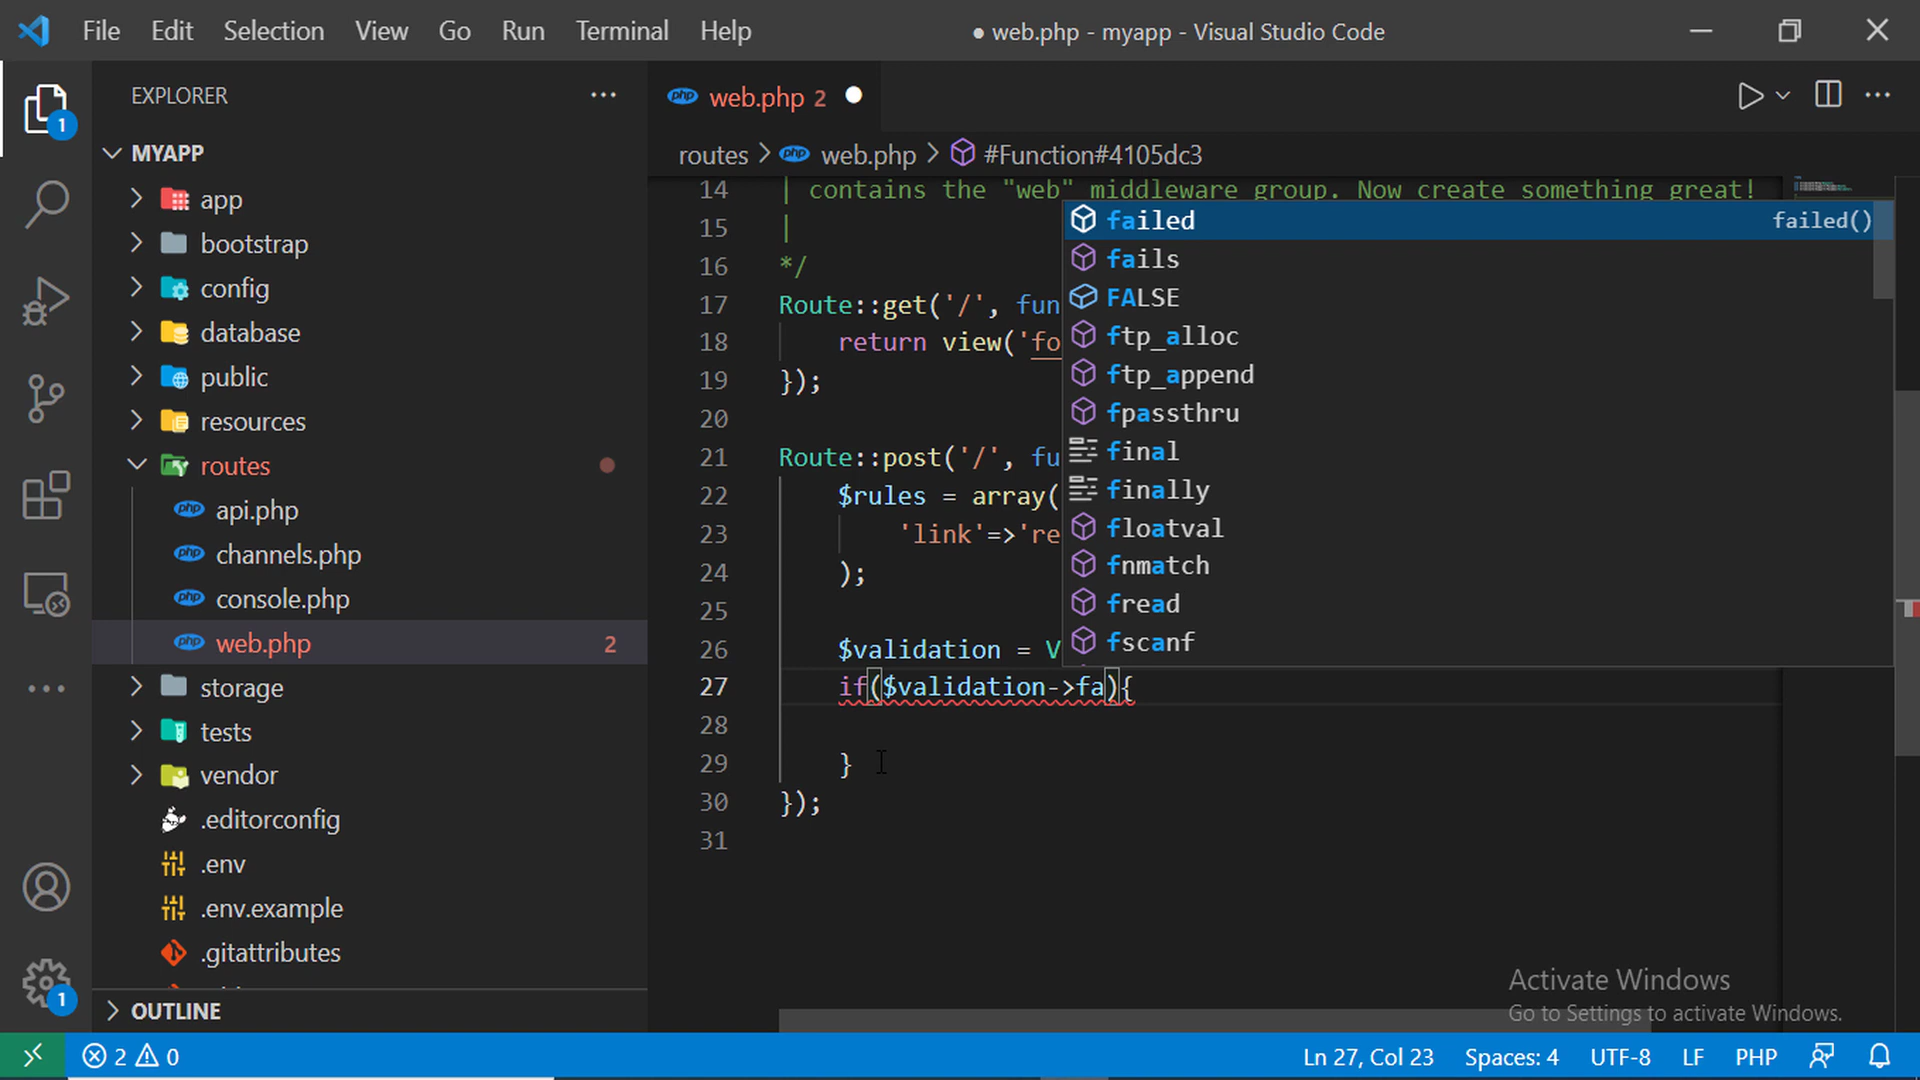 File Edit Selection View Go Run Terminal Help
● web.php - myapp - Visual Studio Code
EXPLORER
MYAPP
app
bootstrap
config
database
public
resources
routes
api.php
channels.php
console.php
web.php 2
storage
tests
vendor
.editorconfig
.env
.env.example
.gitattributes
OUTLINE
1
1
web.php 2
routes > web.php > #Function#4105dc3
14 | contains the "web" middleware group. Now create something great!
15 |
16 */
17 Route::get('/', fun
18 return view('fo
19 });
20
21 Route::post('/', fu
22 $rules = array(
23 'link'=>'re
24 );
25
26 $validation = V
27 if($validation->fa){
28
29 }
30 });
31
failed failed()
fails
FALSE
ftp_alloc
ftp_append
fpassthru
final
finally
floatval
fnmatch
fread
fscanf
Activate Windows
Go to Settings to activate Windows.
2 0
Ln 27, Col 23 Spaces: 4 UTF-8 LF PHP